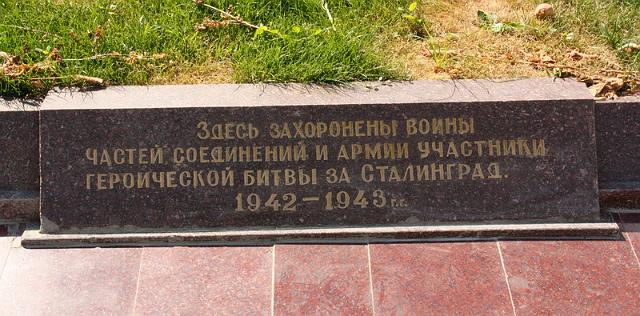 Здесь захоронены воины
частей соединений и армии участники
героической битвы за Сталинград.
1942–1943 г.г.